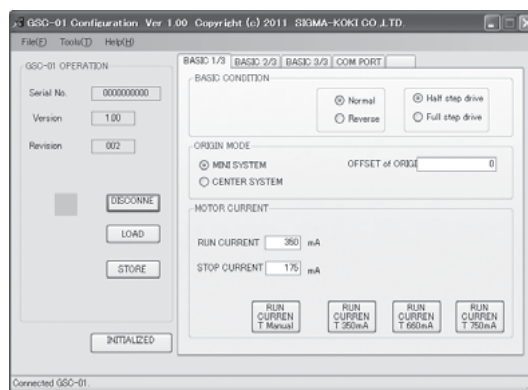 GSC-01 Configuration Ver 1.00 Copyright (c) 2011 SIGMA-KOKI CO.,LTD.
File(F) Tools(T) Help(H)
GSC-01 OPERATION
Serial No. 0000000000
Version 1.00
Revision 002
DISCONNE
LOAD
STORE
INITIALIZED
BASIC 1/3 BASIC 2/3 BASIC 3/3 COM PORT
BASIC CONDITION
Normal
Reverse
Half step drive
Full step drive
ORIGIN MODE
MINI SYSTEM
CENTER SYSTEM
OFFSET of ORIGI 0
MOTOR CURRENT
RUN CURRENT 350 mA
STOP CURRENT 175 mA
RUN
CURREN
T Manual
RUN
CURREN
T 350mA
RUN
CURREN
T 660mA
RUN
CURREN
T 750mA
Connected GSC-01.